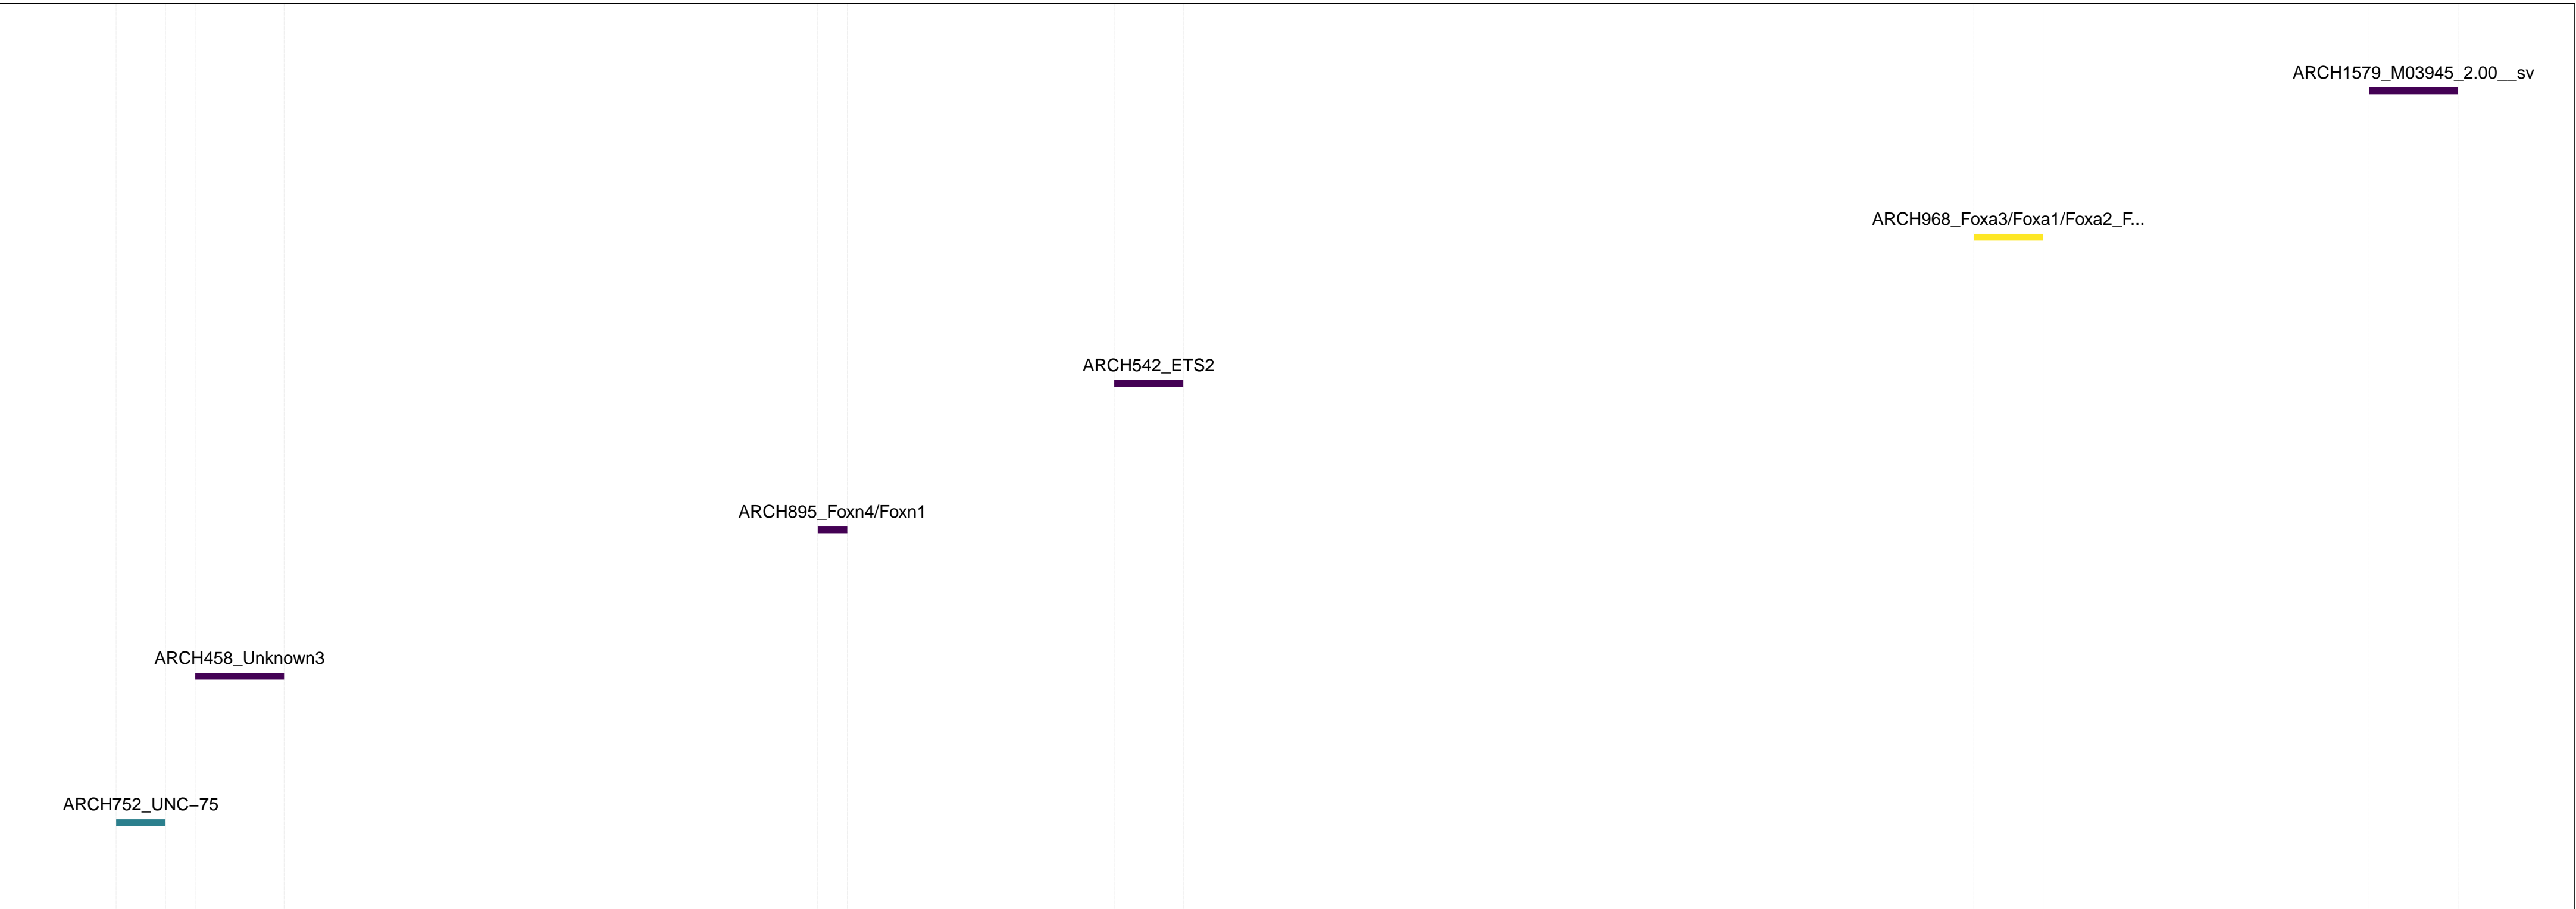 ARCH1579_M03945_2.00__sv
ARCH968_Foxa3/Foxa1/Foxa2_F...
ARCH542_ETS2
ARCH895_Foxn4/Foxn1
ARCH458_Unknown3
ARCH752_UNC−75